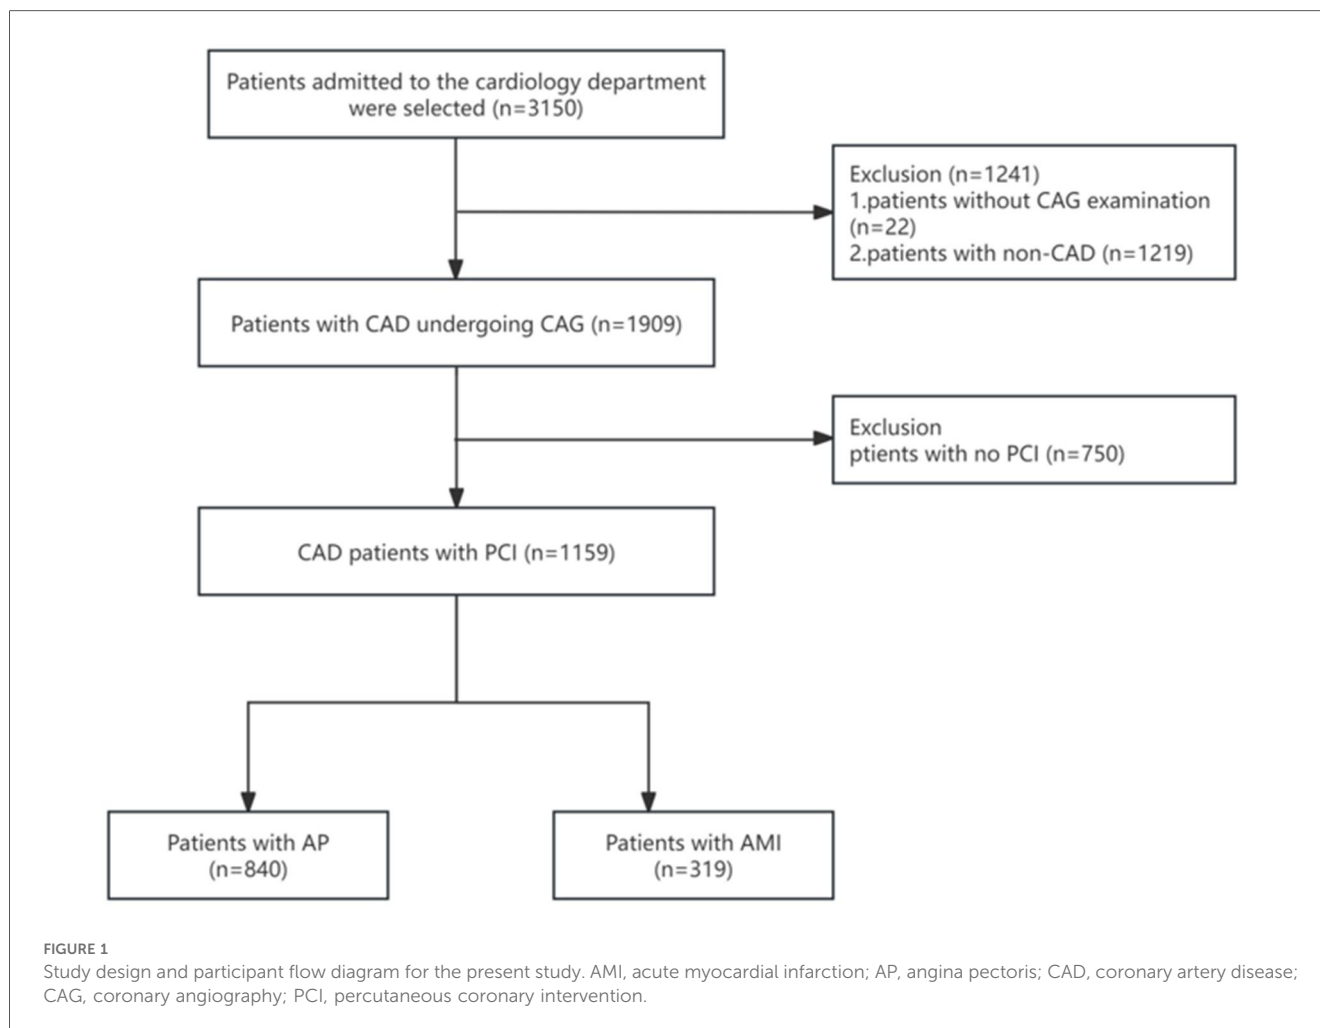 Patients admitted to the cardiology department
were selected (n=3150)
Exclusion (n=1241)
1.patients without CAG examination
(n=22)
2.patients with non-CAD (n=1219)
Patients with CAD undergoing CAG (n=1909)
Exclusion
ptients with no PCI (n=750)
CAD patients with PCI (n=1159)
Patients with AP
(n=840)
Patients with AMI
(n=319)
FIGURE 1
Study design and participant flow diagram for the present study. AMI, acute myocardial infarction; AP, angina pectoris; CAD, coronary artery disease;
CAG, coronary angiography; PCI, percutaneous coronary intervention.